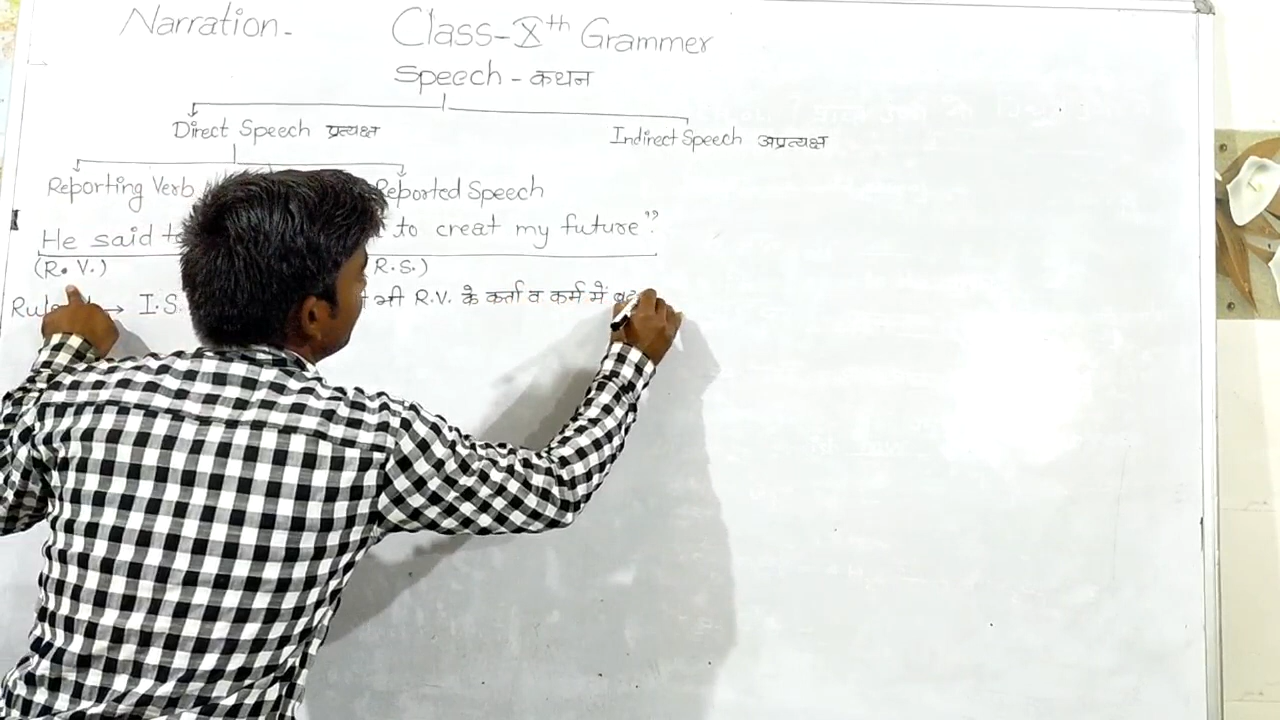 Narration.
Class-Xth Grammer
Speech - कथन
Direct Speech प्रत्यक्ष
Indirect Speech अप्रत्यक्ष
Reporting Verb
Reported Speech
He said to creat my future”.
(R.V.)
R.S.)
→ I.S. भी R.V. के कर्ता व कर्म में